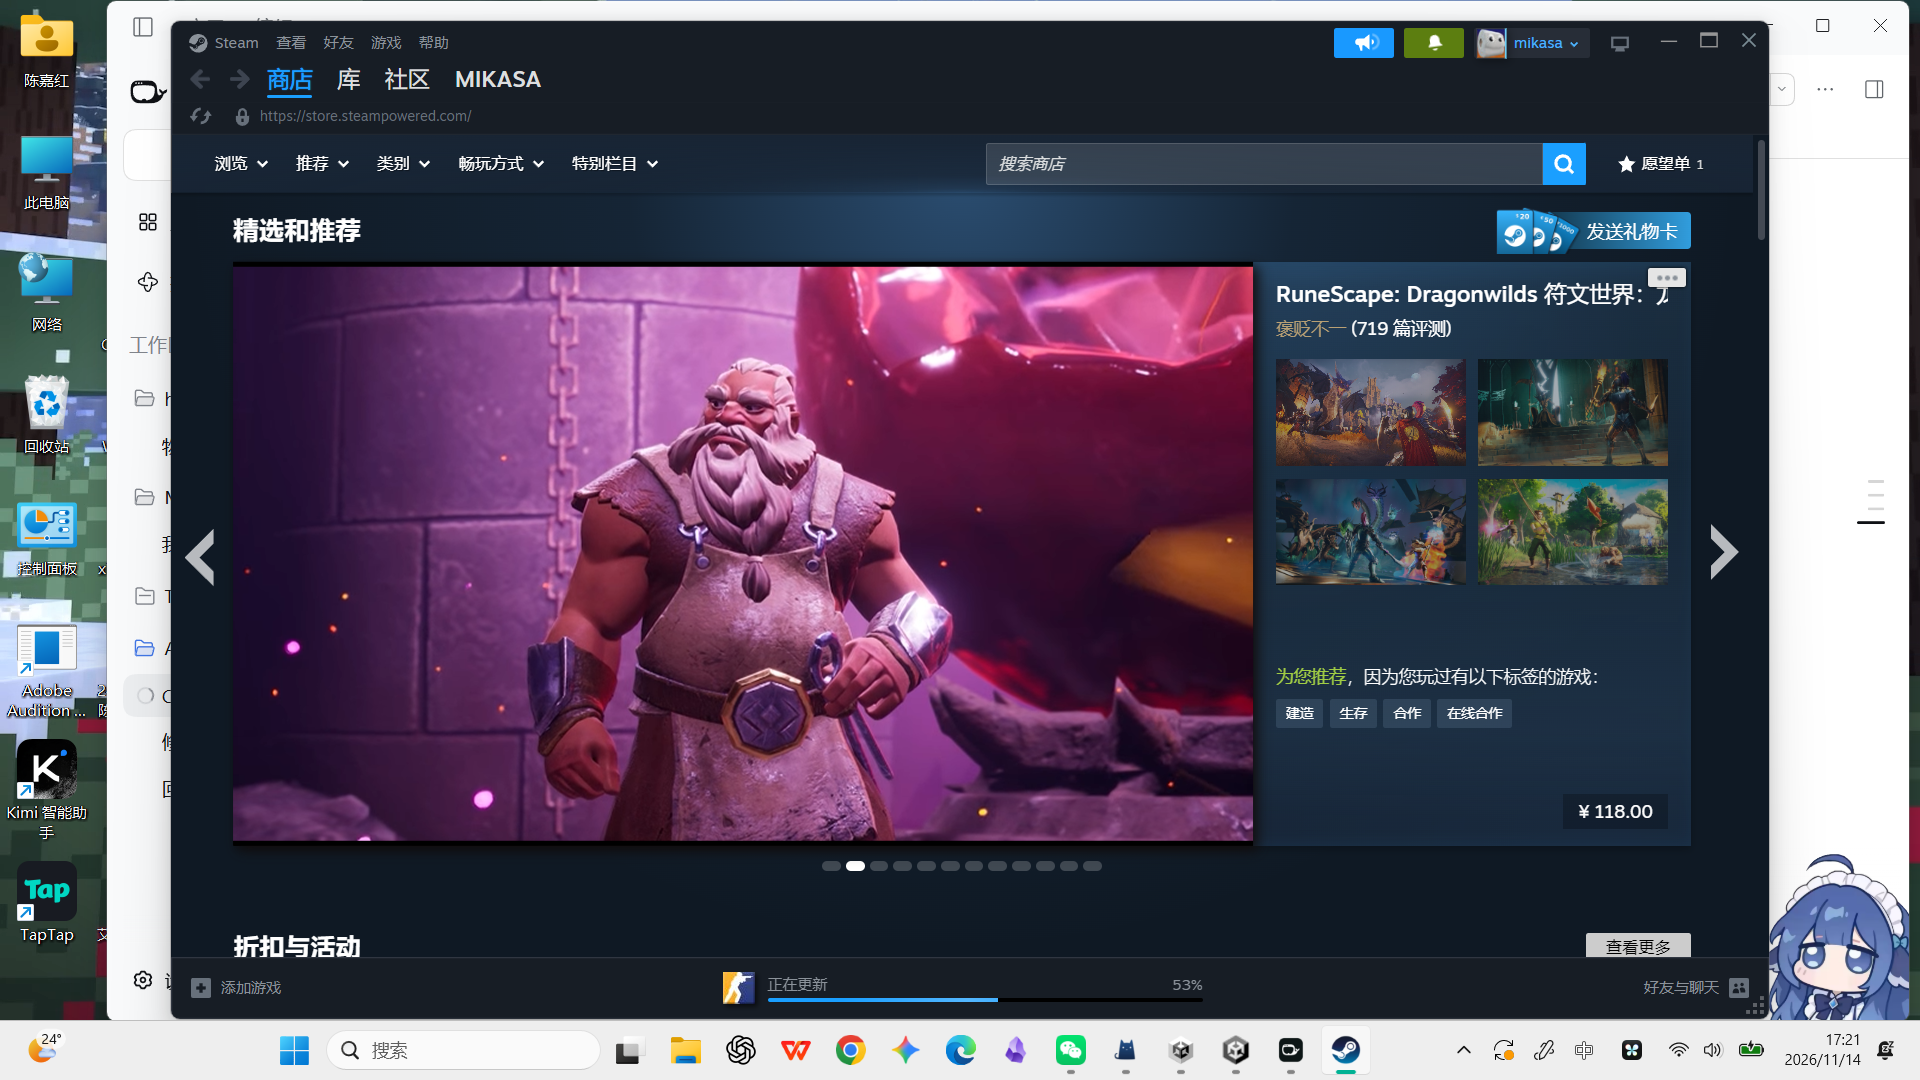 陈嘉红
此电脑
网络
回收站
控制面板
Adobe
Audition ...
Kimi 智能助
手
TapTap
工作
Steam
查看
好友
游戏
帮助
mikasa
商店
库
社区
MIKASA
https://store.steampowered.com/
浏览
推荐
类别
畅玩方式
特别栏目
搜索商店
愿望单 1
精选和推荐
发送礼物卡
RuneScape: Dragonwilds 符文世界：
褒贬不一 (719 篇评测)
为您推荐，因为您玩过有以下标签的游戏：
建造
生存
合作
在线合作
¥ 118.00
折扣与活动
查看更多
添加游戏
正在更新
53%
好友与聊天
24°
搜索
17:21
2026/11/14